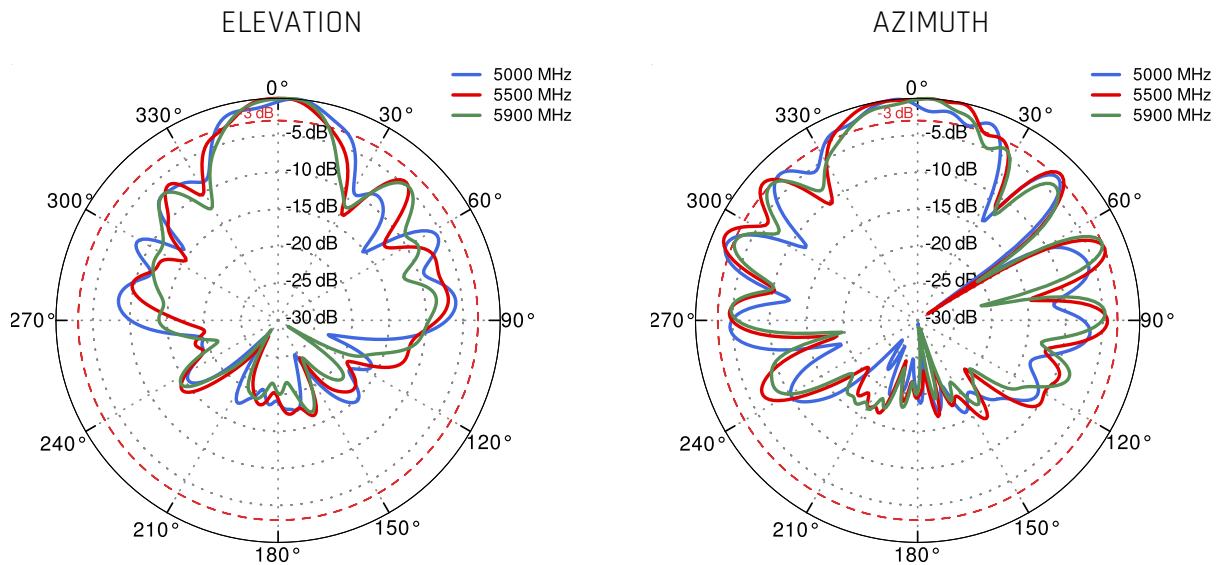 ELEVATION
5000 MHz
5500 MHz
5900 MHz
0°
30°
60°
90°
120°
150°
180°
210°
240°
270°
300°
330°
-3 dB
-5 dB
-10 dB
-15 dB
-20 dB
-25 dB
-30 dB
AZIMUTH
5000 MHz
5500 MHz
5900 MHz
0°
30°
60°
90°
120°
150°
180°
210°
240°
270°
300°
330°
-3 dB
-5 dB
-10 dB
-15 dB
-20 dB
-25 dB
-30 dB